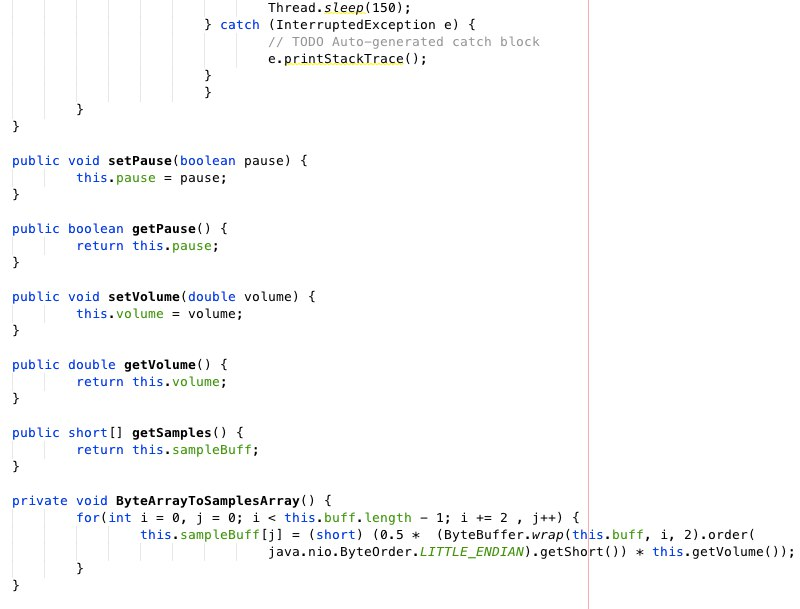 Thread.sleep(150);
} catch (InterruptedException e) {
// TODO Auto-generated catch block
e.printStackTrace();
}
}
}
}
public void setPause(boolean pause) {
this.pause = pause;
}
public boolean getPause() {
return this.pause;
}
public void setVolume(double volume) {
this.volume = volume;
}
public double getVolume() {
return this.volume;
}
public short[] getSamples() {
return this.sampleBuff;
}
private void ByteArrayToSamplesArray() {
for(int i = 0, j = 0; i < this.buff.length - 1; i += 2 , j++) {
this.sampleBuff[j] = (short) (0.5 *  (ByteBuffer.wrap(this.buff, i, 2).order(
java.nio.ByteOrder.LITTLE_ENDIAN).getShort()) * this.getVolume());
}
}